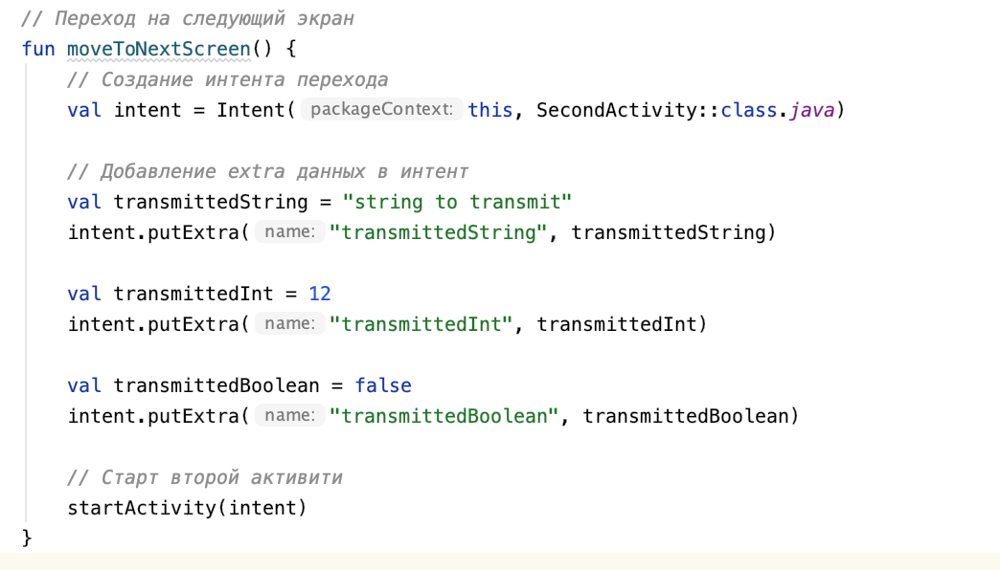 // Переход на следующий экран
fun moveToNextScreen() {
// Создание интента перехода
val intent = Intent( packageContext: this, SecondActivity::class.java)
// Добавление extra данных в интент
val transmittedString = "string to transmit"
intent.putExtra( name: "transmittedString", transmittedString)
val transmittedInt = 12
intent.putExtra( name: "transmittedInt", transmittedInt)
val transmittedBoolean = false
intent.putExtra( name: "transmittedBoolean", transmittedBoolean)
// Старт второй активити
startActivity(intent)
}